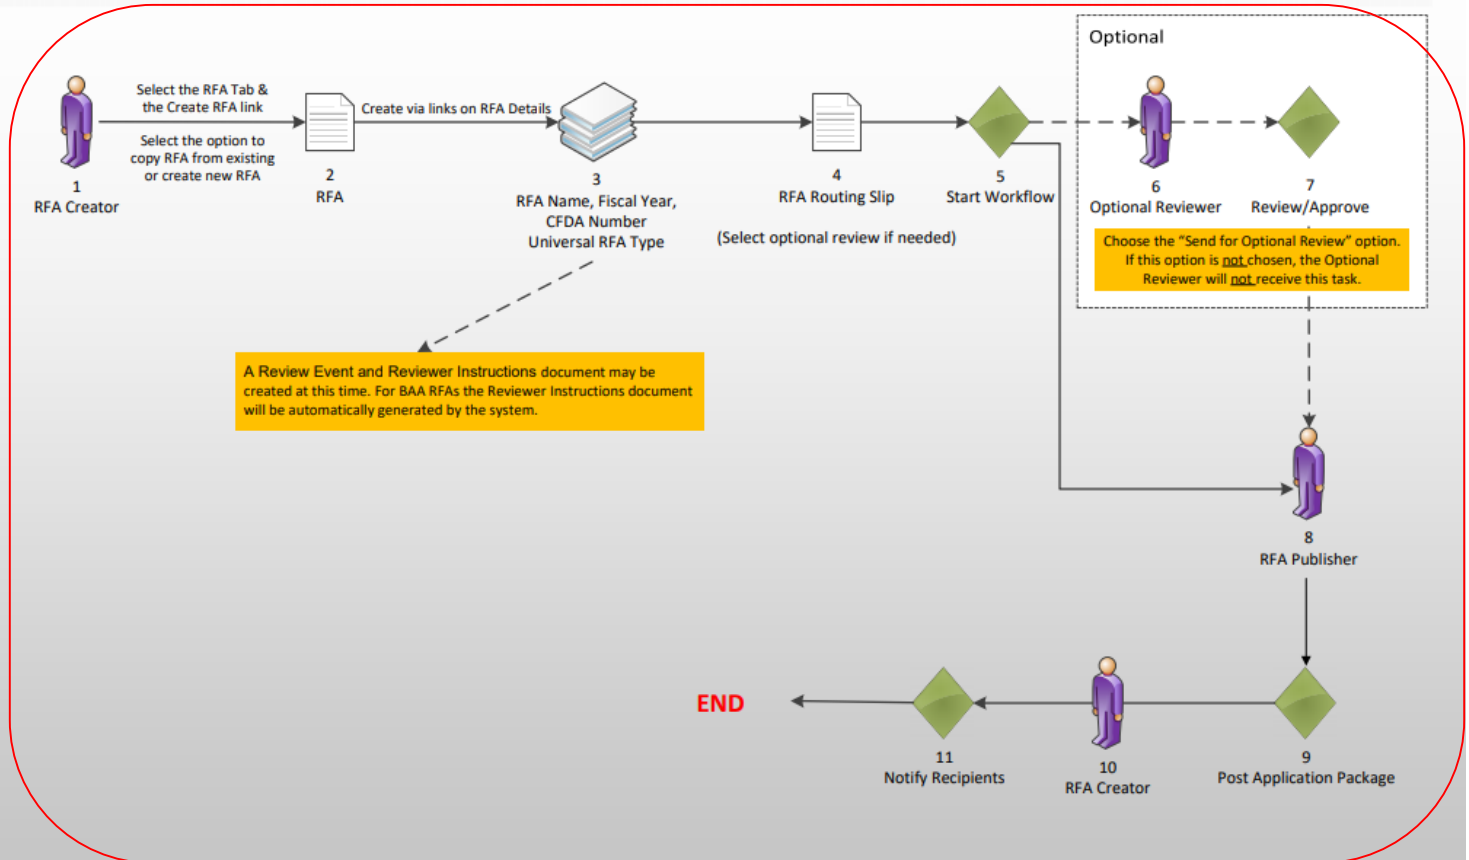 Optional
Select the RFA Tab &
the Create RFA link
Select the option to
copy RFA from existing
or create new RFA
1
RFA Creator
Create via links on RFA Details
2
RFA
3
RFA Name, Fiscal Year,
CFDA Number
Universal RFA Type
4
RFA Routing Slip
(Select optional review if needed)
5
Start Workflow
6
Optional Reviewer
7
Review/Approve
Choose the “Send for Optional Review” option.
If this option is not chosen, the Optional
Reviewer will not receive this task.
A Review Event and Reviewer Instructions document may be
created at this time. For BAA RFAs the Reviewer Instructions document
will be automatically generated by the system.
8
RFA Publisher
9
Post Application Package
10
RFA Creator
11
Notify Recipients
END